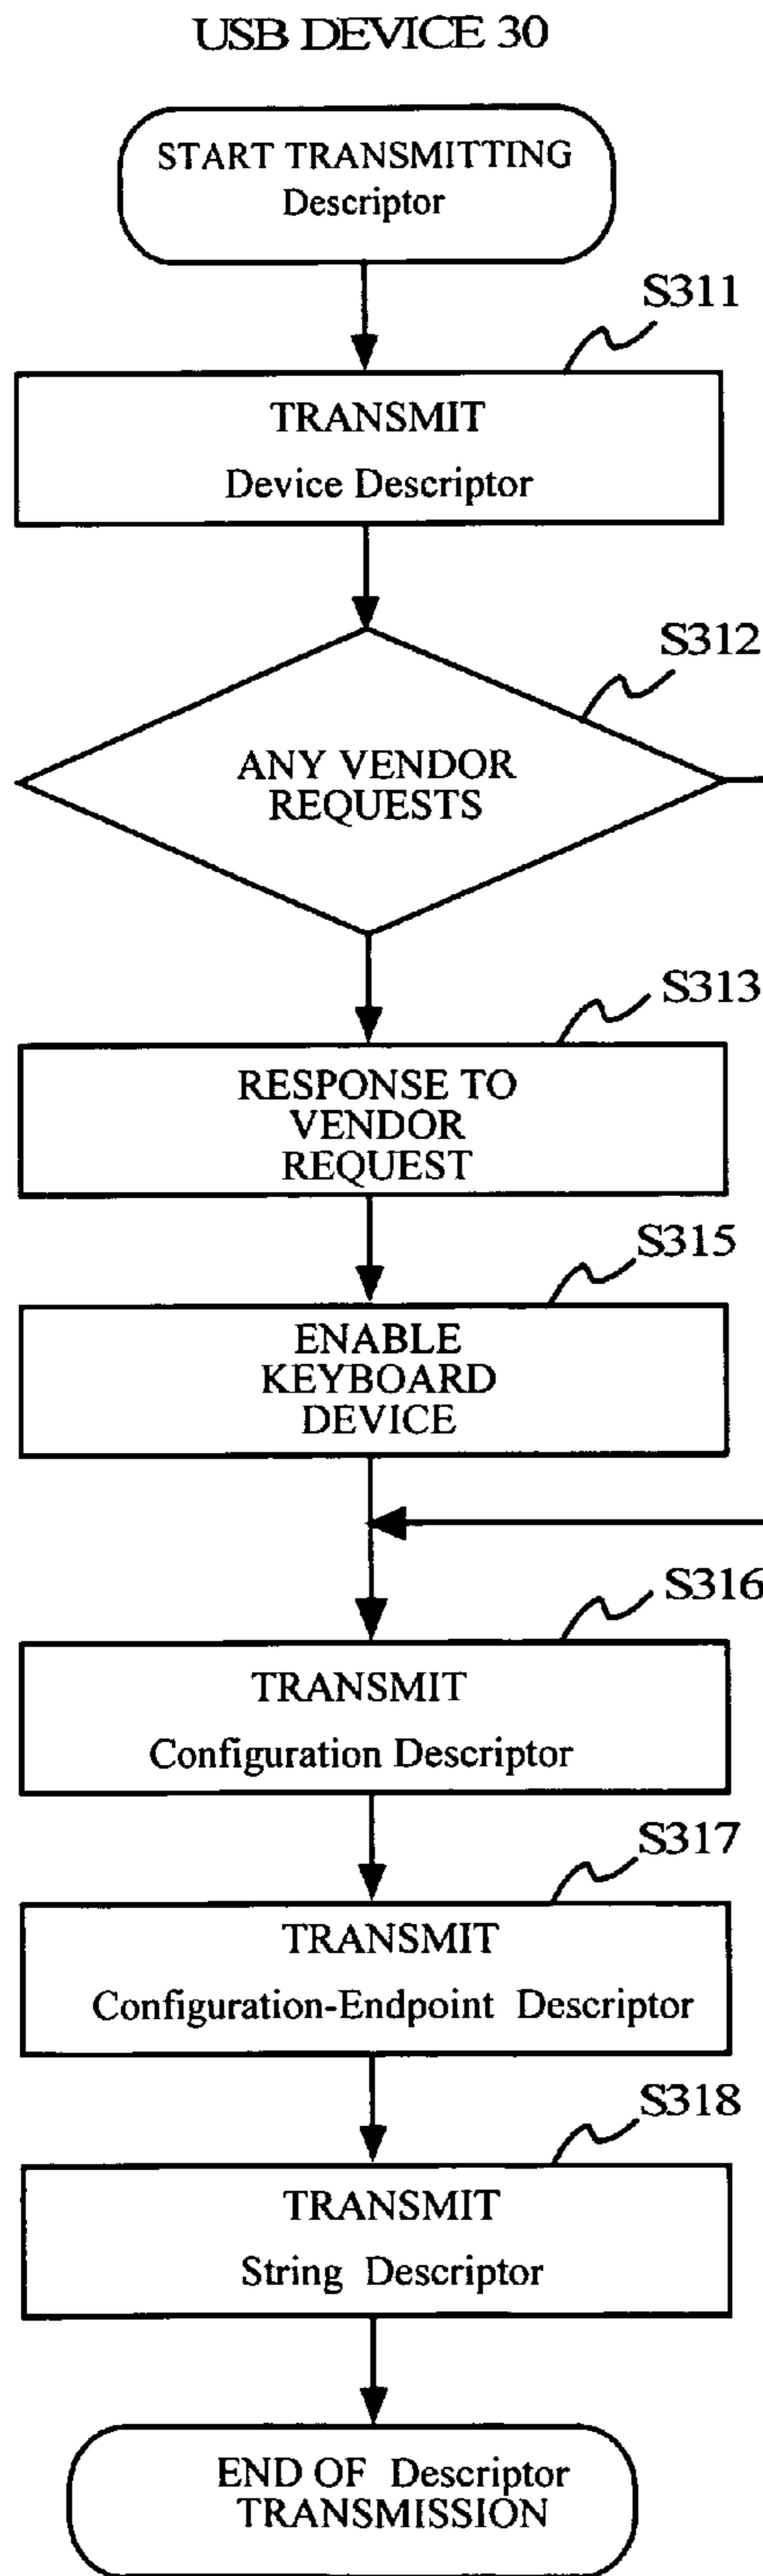 USB DEVICE 30
START TRANSMITTING
Descriptor
S311
TRANSMIT
Device Descriptor
S312
ANY VENDOR
REQUESTS
S313
RESPONSE TO
VENDOR
REQUEST
S315
ENABLE
KEYBOARD
DEVICE
S316
TRANSMIT
Configuration Descriptor
S317
TRANSMIT
Configuration-Endpoint Descriptor
S318
TRANSMIT
String Descriptor
END OF Descriptor
TRANSMISSION